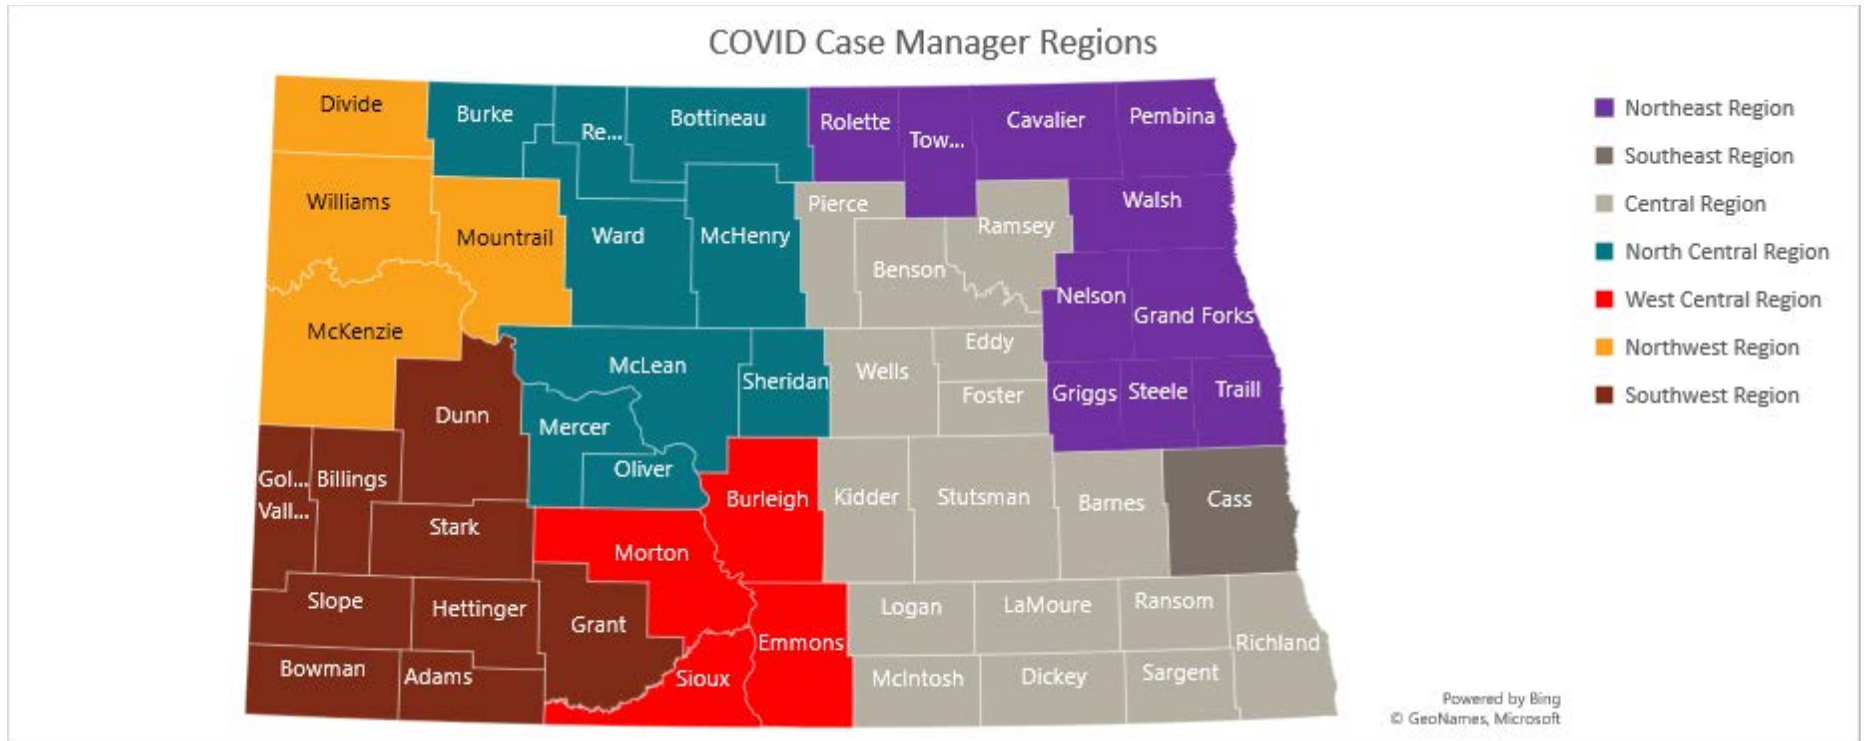 COVID Case Manager Regions
Divide
Burke
Re...
Bottineau
Rolette
Tow...
Cavalier
Pembina
Williams
Mountrail
Ward
McHenry
Pierce
Benson
Ramsey
Walsh
Nelson
Grand Forks
McKenzie
McLean
Sheridan
Wells
Eddy
Foster
Griggs
Steele
Traill
Dunn
Mercer
Oliver
Gol...
Vall...
Billings
Stark
Burleigh
Kidder
Stutsman
Barnes
Cass
Morton
Slope
Hettinger
Grant
Emmons
Logan
LaMoure
Ransom
Richland
Bowman
Adams
Sioux
McIntosh
Dickey
Sargent
Northeast Region
Southeast Region
Central Region
North Central Region
West Central Region
Northwest Region
Southwest Region
Powered by Bing
© GeoNames, Microsoft